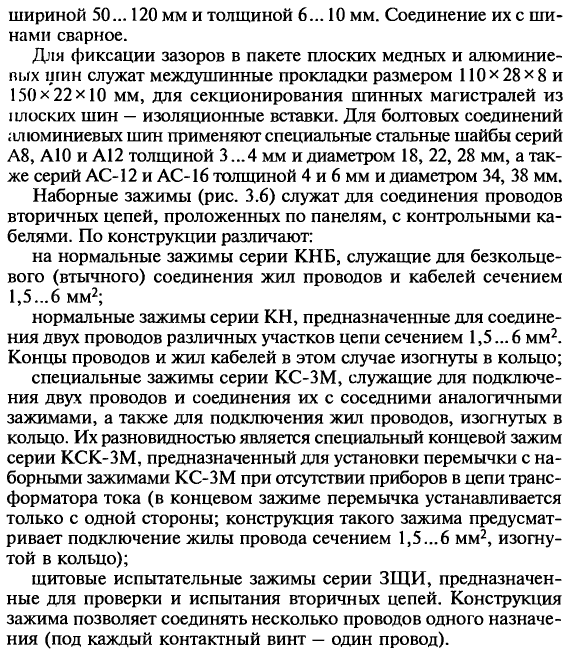 шириной 50... 120 мм и толщиной 6... 10 мм. Соединение их с ши-
нами сварное.
Для фиксации зазоров в пакете плоских медных и алюминие-
вых шин служат междушинные прокладки размером 110×28×8 и
150×22×10 мм, для секционирования шинных магистралей из
плоских шин — изоляционные вставки. Для болтовых соединений
алюминиевых шин применяют специальные стальные шайбы серий
А8, А10 и А12 толщиной 3...4 мм и диаметром 18, 22, 28 мм, а так-
же серий АС-12 и АС-16 толщиной 4 и 6 мм и диаметром 34, 38 мм.
Наборные зажимы (рис. 3.6) служат для соединения проводов
вторичных цепей, проложенных по панелям, с контрольными ка-
белями. По конструкции различают:
на нормальные зажимы серии КНБ, служащие для безкольце-
вого (втычного) соединения жил проводов и кабелей сечением
1,5...6 мм²;
нормальные зажимы серии КН, предназначенные для соедине-
ния двух проводов различных участков цепи сечением 1,5...6 мм².
Концы проводов и жил кабелей в этом случае изогнуты в кольцо;
специальные зажимы серии КС-3М, служащие для подключе-
ния двух проводов и соединения их с соседними аналогичными
зажимами, а также для подключения жил проводов, изогнутых в
кольцо. Их разновидностью является специальный концевой зажим
серии КСК-3М, предназначенный для установки перемычки с на-
борными зажимами КС-3М при отсутствии приборов в цепи транс-
форматора тока (в концевом зажиме перемычка устанавливается
только с одной стороны; конструкция такого зажима предусмат-
ривает подключение жилы провода сечением 1,5...6 мм², изогну-
той в кольцо);
щитовые испытательные зажимы серии ЗЩИ, предназначен-
ные для проверки и испытания вторичных цепей. Конструкция
зажима позволяет соединять несколько проводов одного назначе-
ния (под каждый контактный винт — один провод).